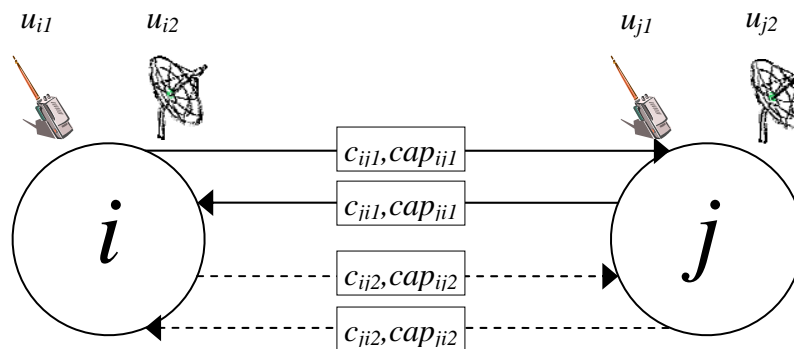 u_{i1} u_{i2} u_{j1} u_{j2}
c_{ij1},cap_{ij1}
c_{ji1},cap_{ji1}
i j
c_{ij2},cap_{ij2}
c_{ji2},cap_{ji2}